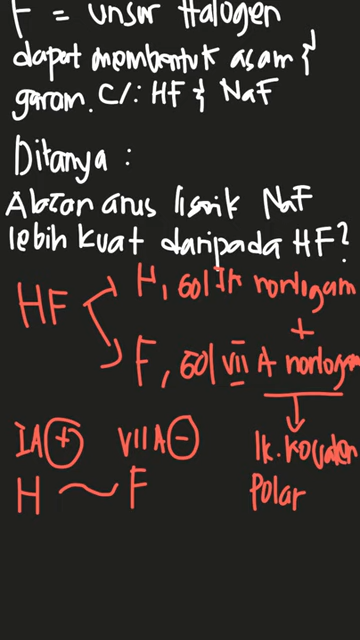 F = unsur Halogen
dapat membentuk asam &
garam. C/: HF & NaF
Ditanya :
Alasan arus listrik NaF
lebih kuat daripada HF?
HF
H, gol IA nonlogam
+
F, gol VII A nonlogam
IA + VIIA -
H F
Ik. Kovalen
Polar